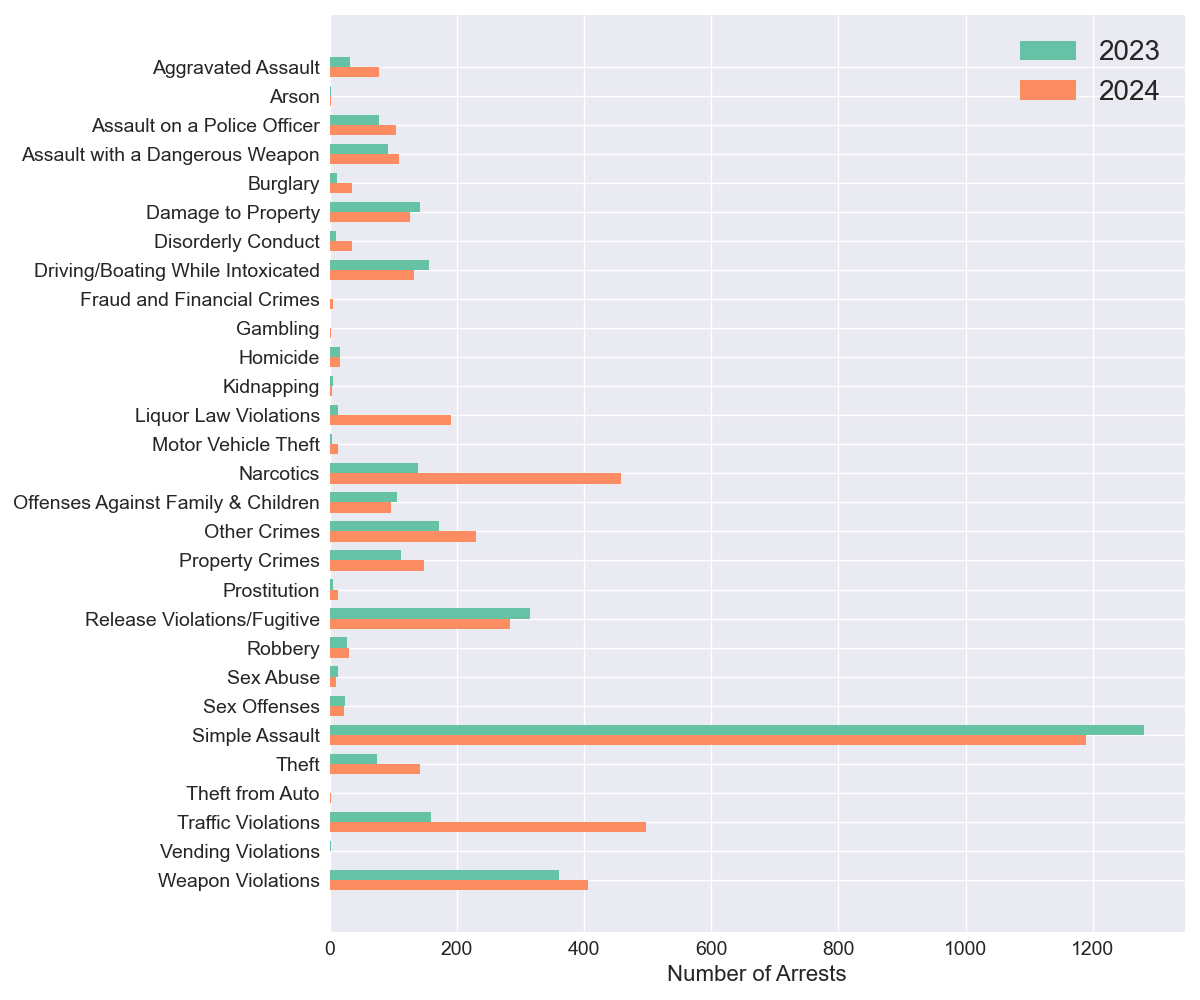 2023
2024
Aggravated Assault
Arson
Assault on a Police Officer
Assault with a Dangerous Weapon
Burglary
Damage to Property
Disorderly Conduct
Driving/Boating While Intoxicated
Fraud and Financial Crimes
Gambling
Homicide
Kidnapping
Liquor Law Violations
Motor Vehicle Theft
Narcotics
Offenses Against Family & Children
Other Crimes
Property Crimes
Prostitution
Release Violations/Fugitive
Robbery
Sex Abuse
Sex Offenses
Simple Assault
Theft
Theft from Auto
Traffic Violations
Vending Violations
Weapon Violations
0 200 400 600 800 1000 1200
Number of Arrests